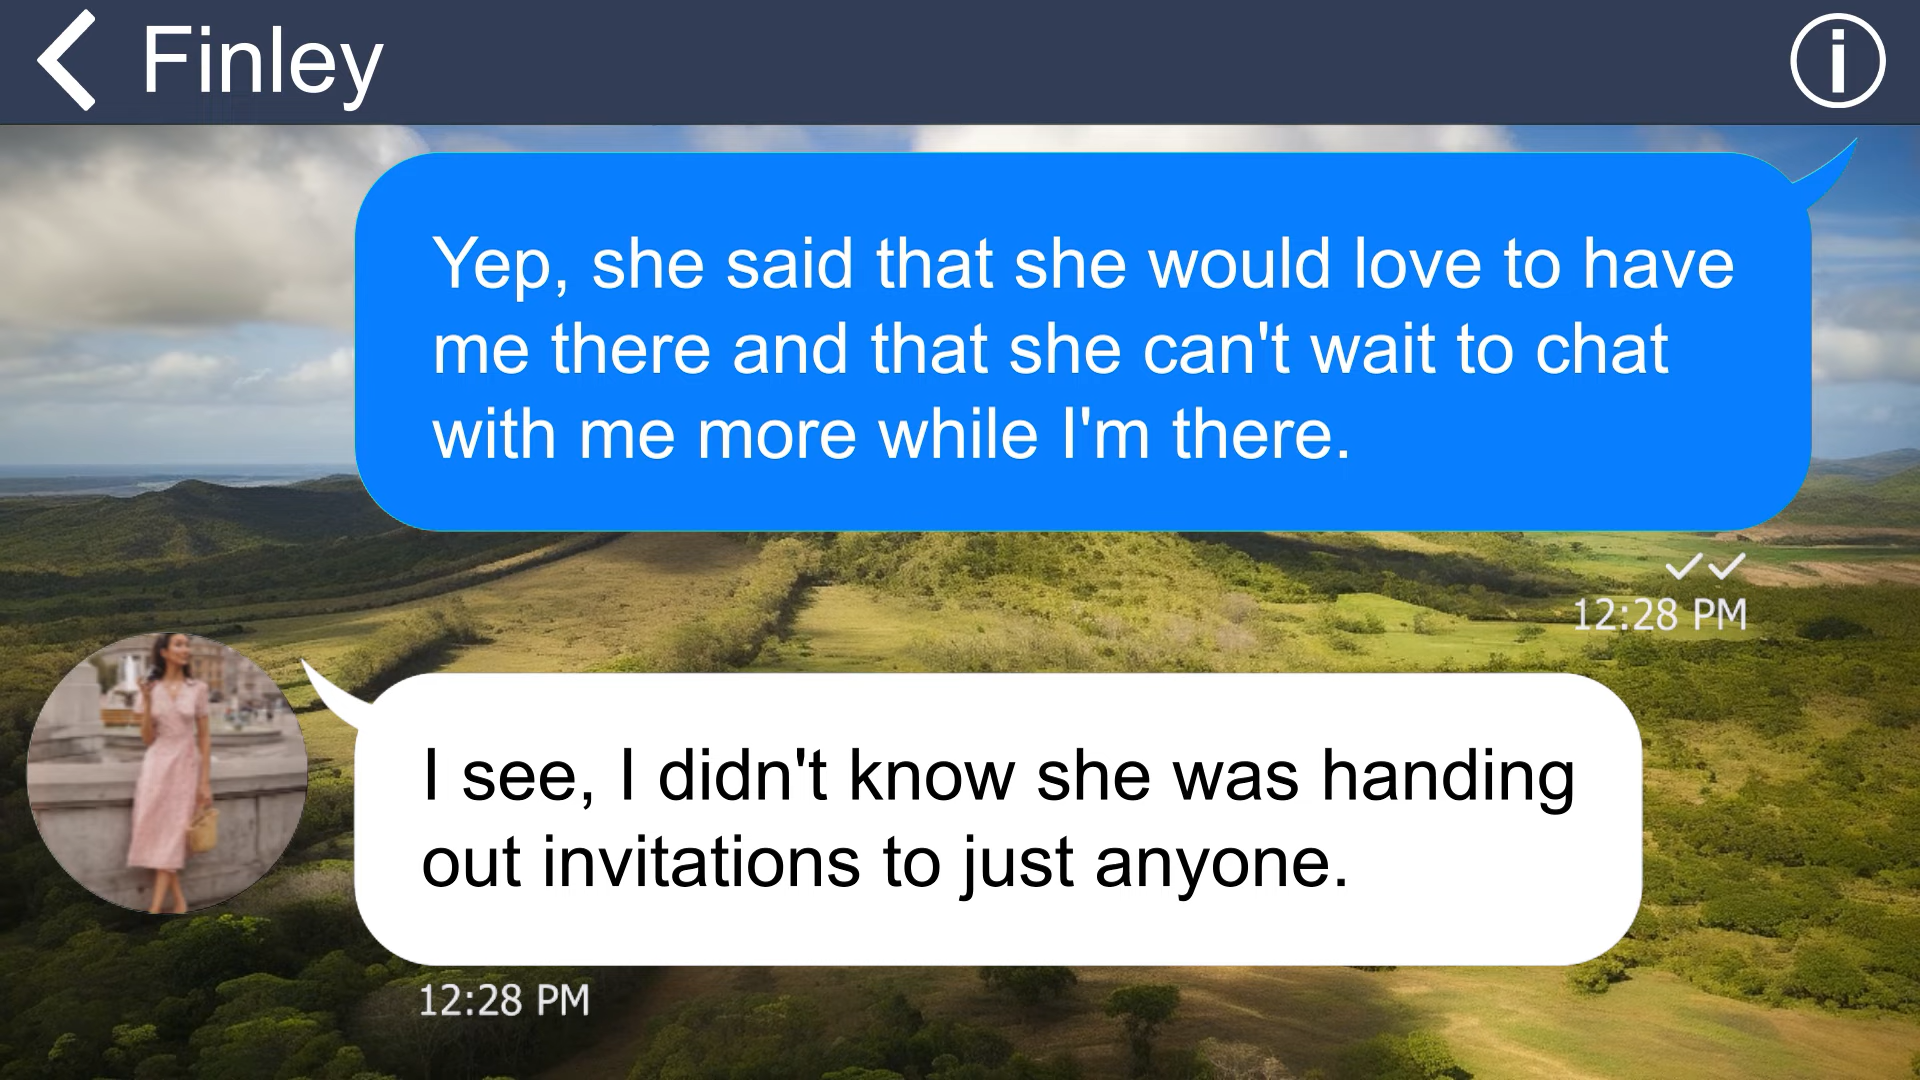 Finley
Yep, she said that she would love to have
me there and that she can't wait to chat
with me more while I'm there.
12:28 PM
I see, I didn't know she was handing
out invitations to just anyone.
12:28 PM